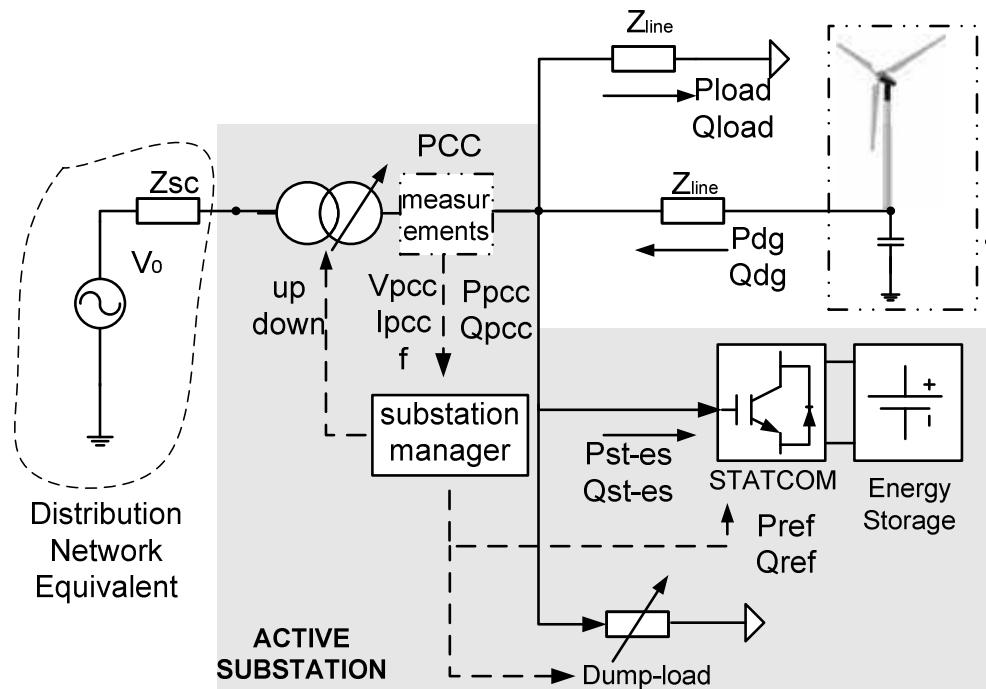 Zline
Pload
Qload
PCC
Zsc
measur
ements
Zline
Vo
Pdg
Qdg
up
down
Vpcc
Ipcc
f
Ppcc
Qpcc
substation
manager
+
-
Pst-es
Qst-es
STATCOM
Energy
Storage
Pref
Qref
Distribution
Network
Equivalent
ACTIVE
SUBSTATION
Dump-load